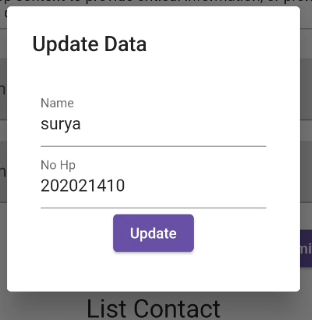 Update Data
Name
surya
No Hp
202021410
Update
List Contact